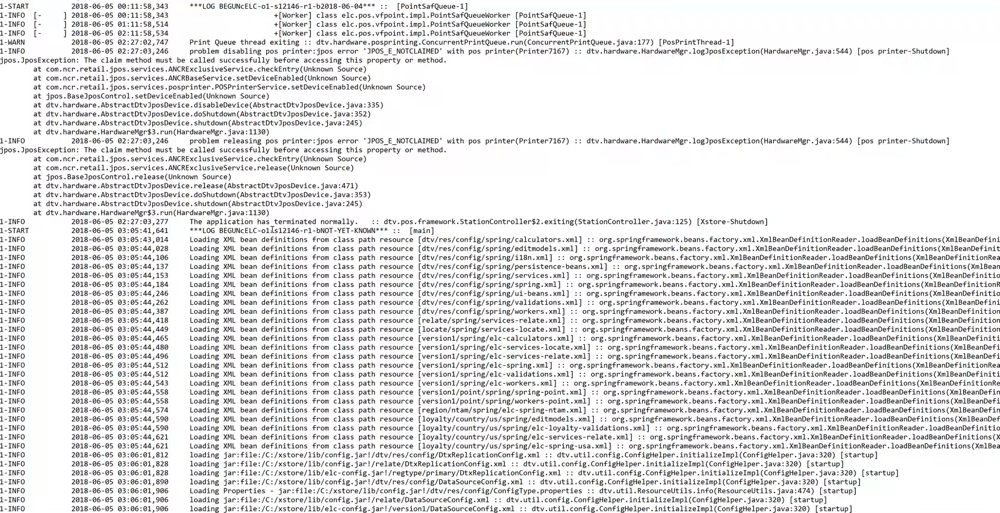 1-START 2018-06-05 00:11:58,343 ***LOG BEGUNcELC-o1-s12146-r1-b2018-06-04*** :: [PointSafQueue-1]
1-INFO [- ] 2018-06-05 00:11:58,343 +[Worker] class elc.pos.vfpoint.impl.PointSafQueueWorker [PointSafQueue-1]
1-INFO [- ] 2018-06-05 01:11:58,514 +[Worker] class elc.pos.vfpoint.impl.PointSafQueueWorker [PointSafQueue-1]
1-INFO [- ] 2018-06-05 02:11:58,534 +[Worker] class elc.pos.vfpoint.impl.PointSafQueueWorker [PointSafQueue-1]
1-WARN 2018-06-05 02:27:02,747 Print Queue thread exiting :: dtv.hardware.posprinting.ConcurrentPrintQueue.run(ConcurrentPrintQueue.java:177) [PosPrintThread-1]
1-INFO 2018-06-05 02:27:03,246 problem disabling pos printer:jpos error 'JPOS_E_NOTCLAIMED' with pos printer(Printer7167) :: dtv.hardware.HardwareMgr.logJposException(HardwareMgr.java:544) [pos printer-Shutdown]
jpos.JposException: The claim method must be called successfully before accessing this property or method.
at com.ncr.retail.jpos.services.ANCRExclusiveService.checkEntry(Unknown Source)
at com.ncr.retail.jpos.services.ANCRBaseService.setDeviceEnabled(Unknown Source)
at com.ncr.retail.jpos.services.posprinter.POSPrinterService.setDeviceEnabled(Unknown Source)
at jpos.BaseJposControl.setDeviceEnabled(Unknown Source)
at dtv.hardware.AbstractDtvJposDevice.disableDevice(AbstractDtvJposDevice.java:335)
at dtv.hardware.AbstractDtvJposDevice.doShutdown(AbstractDtvJposDevice.java:352)
at dtv.hardware.AbstractDtvJposDevice.shutdown(AbstractDtvJposDevice.java:245)
at dtv.hardware.HardwareMgr$3.run(HardwareMgr.java:1130)
1-INFO 2018-06-05 02:27:03,246 problem releasing pos printer:jpos error 'JPOS_E_NOTCLAIMED' with pos printer(Printer7167) :: dtv.hardware.HardwareMgr.logJposException(HardwareMgr.java:544) [pos printer-Shutdown]
jpos.JposException: The claim method must be called successfully before accessing this property or method.
at com.ncr.retail.jpos.services.ANCRExclusiveService.checkEntry(Unknown Source)
at com.ncr.retail.jpos.services.ANCRExclusiveService.release(Unknown Source)
at jpos.BaseJposControl.release(Unknown Source)
at dtv.hardware.AbstractDtvJposDevice.release(AbstractDtvJposDevice.java:471)
at dtv.hardware.AbstractDtvJposDevice.doShutdown(AbstractDtvJposDevice.java:353)
at dtv.hardware.AbstractDtvJposDevice.shutdown(AbstractDtvJposDevice.java:245)
at dtv.hardware.HardwareMgr$3.run(HardwareMgr.java:1130)
1-INFO 2018-06-05 02:27:03,277 The application has terminated normally. :: dtv.pos.framework.StationController$2.exiting(StationController.java:125) [Xstore-Shutdown]
1-START 2018-06-05 03:05:41,641 ***LOG BEGUNcELC-o1-s12146-r1-bNOT-YET-KNOWN*** :: [main]
1-INFO 2018-06-05 03:05:43,014 Loading XML bean definitions from class path resource [dtv/res/config/spring/calculators.xml] :: org.springframework.beans.factory.xml.XmlBeanDefinitionReader.loadBeanDefinitions(XmlBeanDefini
1-INFO 2018-06-05 03:05:44,028 Loading XML bean definitions from class path resource [dtv/res/config/spring/editmodels.xml] :: org.springframework.beans.factory.xml.XmlBeanDefinitionReader.loadBeanDefinitions(XmlBeanDefinit
1-INFO 2018-06-05 03:05:44,106 Loading XML bean definitions from class path resource [dtv/res/config/spring/i18n.xml] :: org.springframework.beans.factory.xml.XmlBeanDefinitionReader.loadBeanDefinitions(XmlBeanDefinitionRea
1-INFO 2018-06-05 03:05:44,137 Loading XML bean definitions from class path resource [dtv/res/config/spring/persistence-beans.xml] :: org.springframework.beans.factory.xml.XmlBeanDefinitionReader.loadBeanDefinitions(XmlBean
1-INFO 2018-06-05 03:05:44,153 Loading XML bean definitions from class path resource [dtv/res/config/spring/services.xml] :: org.springframework.beans.factory.xml.XmlBeanDefinitionReader.loadBeanDefinitions(XmlBeanDefinitio
1-INFO 2018-06-05 03:05:44,184 Loading XML bean definitions from class path resource [dtv/res/config/spring/spring.xml] :: org.springframework.beans.factory.xml.XmlBeanDefinitionReader.loadBeanDefinitions(XmlBeanDefinitionR
1-INFO 2018-06-05 03:05:44,246 Loading XML bean definitions from class path resource [dtv/res/config/spring/ui-beans.xml] :: org.springframework.beans.factory.xml.XmlBeanDefinitionReader.loadBeanDefinitions(XmlBeanDefinitio
1-INFO 2018-06-05 03:05:44,262 Loading XML bean definitions from class path resource [dtv/res/config/spring/validations.xml] :: org.springframework.beans.factory.xml.XmlBeanDefinitionReader.loadBeanDefinitions(XmlBeanDefini
1-INFO 2018-06-05 03:05:44,387 Loading XML bean definitions from class path resource [dtv/res/config/spring/workers.xml] :: org.springframework.beans.factory.xml.XmlBeanDefinitionReader.loadBeanDefinitions(XmlBeanDefinition
1-INFO 2018-06-05 03:05:44,418 Loading XML bean definitions from class path resource [relate/spring/services-relate.xml] :: org.springframework.beans.factory.xml.XmlBeanDefinitionReader.loadBeanDefinitions(XmlBeanDefinition
1-INFO 2018-06-05 03:05:44,449 Loading XML bean definitions from class path resource [locate/spring/services-locate.xml] :: org.springframework.beans.factory.xml.XmlBeanDefinitionReader.loadBeanDefinitions(XmlBeanDefinition
1-INFO 2018-06-05 03:05:44,465 Loading XML bean definitions from class path resource [version1/spring/elc-calculators.xml] :: org.springframework.beans.factory.xml.XmlBeanDefinitionReader.loadBeanDefinitions(XmlBeanDefiniti
1-INFO 2018-06-05 03:05:44,480 Loading XML bean definitions from class path resource [version1/spring/elc-services-locate.xml] :: org.springframework.beans.factory.xml.XmlBeanDefinitionReader.loadBeanDefinitions(XmlBeanDefi
1-INFO 2018-06-05 03:05:44,496 Loading XML bean definitions from class path resource [version1/spring/elc-services-relate.xml] :: org.springframework.beans.factory.xml.XmlBeanDefinitionReader.loadBeanDefinitions(XmlBeanDefi
1-INFO 2018-06-05 03:05:44,512 Loading XML bean definitions from class path resource [version1/spring/elc-spring.xml] :: org.springframework.beans.factory.xml.XmlBeanDefinitionReader.loadBeanDefinitions(XmlBeanDefinitionRea
1-INFO 2018-06-05 03:05:44,512 Loading XML bean definitions from class path resource [version1/spring/elc-validations.xml] :: org.springframework.beans.factory.xml.XmlBeanDefinitionReader.loadBeanDefinitions(XmlBeanDefiniti
1-INFO 2018-06-05 03:05:44,543 Loading XML bean definitions from class path resource [version1/spring/elc-workers.xml] :: org.springframework.beans.factory.xml.XmlBeanDefinitionReader.loadBeanDefinitions(XmlBeanDefinitionRe
1-INFO 2018-06-05 03:05:44,558 Loading XML bean definitions from class path resource [version1/point/spring/spring-point.xml] :: org.springframework.beans.factory.xml.XmlBeanDefinitionReader.loadBeanDefinitions(XmlBeanDefin
1-INFO 2018-06-05 03:05:44,558 Loading XML bean definitions from class path resource [version1/point/spring/workers-point.xml] :: org.springframework.beans.factory.xml.XmlBeanDefinitionReader.loadBeanDefinitions(XmlBeanDefi
1-INFO 2018-06-05 03:05:44,574 Loading XML bean definitions from class path resource [region/ntam/spring/elc-spring-ntam.xml] :: org.springframework.beans.factory.xml.XmlBeanDefinitionReader.loadBeanDefinitions(XmlBeanDefin
1-INFO 2018-06-05 03:05:44,590 Loading XML bean definitions from class path resource [loyalty/country/us/spring/editmodels.xml] :: org.springframework.beans.factory.xml.XmlBeanDefinitionReader.loadBeanDefinitions(XmlBeanDef
1-INFO 2018-06-05 03:05:44,590 Loading XML bean definitions from class path resource [loyalty/country/us/spring/elc-loyalty-validations.xml] :: org.springframework.beans.factory.xml.XmlBeanDefinitionReader.loadBeanDefinitions
1-INFO 2018-06-05 03:05:44,621 Loading XML bean definitions from class path resource [loyalty/country/us/spring/elc-services-relate.xml] :: org.springframework.beans.factory.xml.XmlBeanDefinitionReader.loadBeanDefinitions(X
1-INFO 2018-06-05 03:05:44,621 Loading XML bean definitions from class path resource [loyalty/country/us/spring/elc-spring-usa.xml] :: org.springframework.beans.factory.xml.XmlBeanDefinitionReader.loadBeanDefinitions(XmlBea
1-INFO 2018-06-05 03:06:01,812 loading jar:file:/C:/xstore/lib/config.jar!/dtv/res/config/DtxReplicationConfig.xml :: dtv.util.config.ConfigHelper.initializeImpl(ConfigHelper.java:320) [startup]
1-INFO 2018-06-05 03:06:01,828 loading jar:file:/C:/xstore/lib/config.jar!/relate/DtxReplicationConfig.xml :: dtv.util.config.ConfigHelper.initializeImpl(ConfigHelper.java:320) [startup]
1-INFO 2018-06-05 03:06:01,828 loading jar:file:/C:/xstore/lib/elc-config.jar!/regtype/primary/DtxReplicationConfig.xml :: dtv.util.config.ConfigHelper.initializeImpl(ConfigHelper.java:320) [startup]
1-INFO 2018-06-05 03:06:01,890 loading jar:file:/C:/xstore/lib/config.jar!/dtv/res/config/DataSourceConfig.xml :: dtv.util.config.ConfigHelper.initializeImpl(ConfigHelper.java:320) [startup]
1-INFO 2018-06-05 03:06:01,906 Loading Properties - jar:file:/C:/xstore/lib/config.jar!/dtv/res/config/ConfigType.properties :: dtv.util.ResourceUtils.info(ResourceUtils.java:474) [startup]
1-INFO 2018-06-05 03:06:01,906 loading jar:file:/C:/xstore/lib/config.jar!/relate/DataSourceConfig.xml :: dtv.util.config.ConfigHelper.initializeImpl(ConfigHelper.java:320) [startup]
1-INFO 2018-06-05 03:06:01,906 loading jar:file:/C:/xstore/lib/elc-config.jar!/version1/DataSourceConfig.xml :: dtv.util.config.ConfigHelper.initializeImpl(ConfigHelper.java:320) [startup]